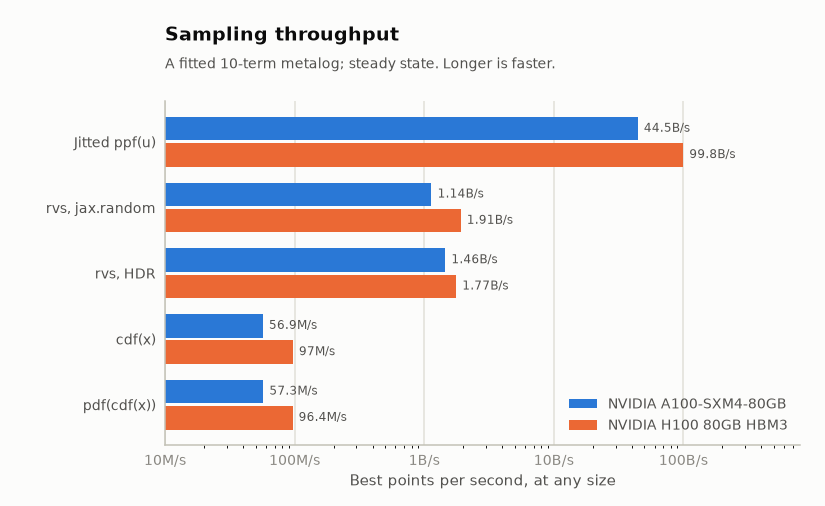 Sampling throughput
A fitted 10-term metalog; steady state. Longer is faster.
Jitted ppf(u)
44.5B/s
99.8B/s
rvs, jax.random
1.14B/s
1.91B/s
rvs, HDR
1.46B/s
1.77B/s
cdf(x)
56.9M/s
97M/s
pdf(cdf(x))
57.3M/s
96.4M/s
NVIDIA A100-SXM4-80GB
NVIDIA H100 80GB HBM3
10M/s 100M/s 1B/s 10B/s 100B/s
Best points per second, at any size